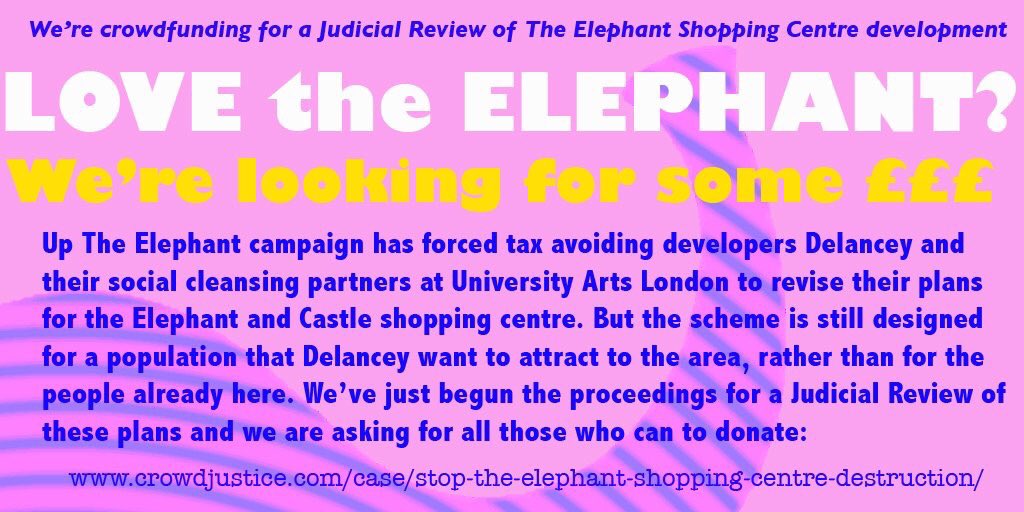 We're crowdfunding for a Judicial Review of The Elephant Shopping Centre development
LOVE the ELEPHANT?
We're looking for some £££
Up The Elephant campaign has forced tax avoiding developers Delancey and
their social cleansing partners at University Arts London to revise their plans
for the Elephant and Castle shopping centre. But the scheme is still designed
for a population that Delancey want to attract to the area, rather than for the
people already here. We've just begun the proceedings for a Judicial Review of
these plans and we are asking for all those who can to donate:
www.crowdjustice.com/case/stop-the-elephant-shopping-centre-destruction/